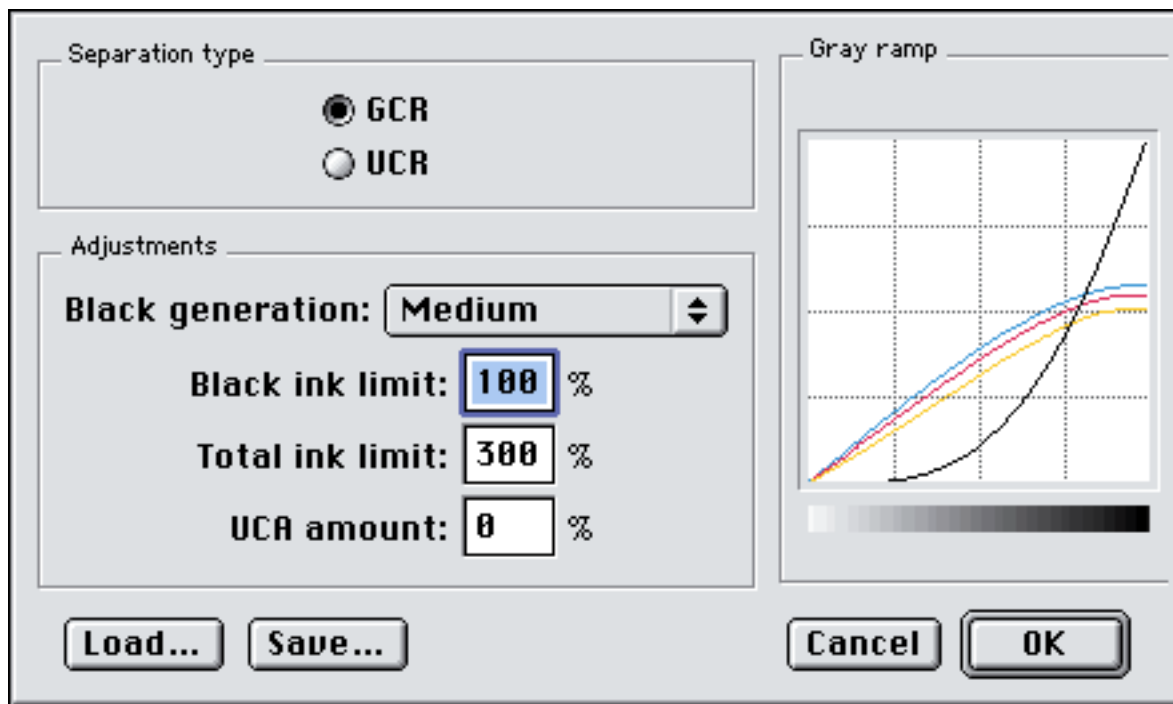 Separation type
GCR
UCR
Adjustments
Black generation: Medium
Black ink limit: 100 %
Total ink limit: 300 %
UCA amount: 0 %
Gray ramp
Load...
Save...
Cancel
OK